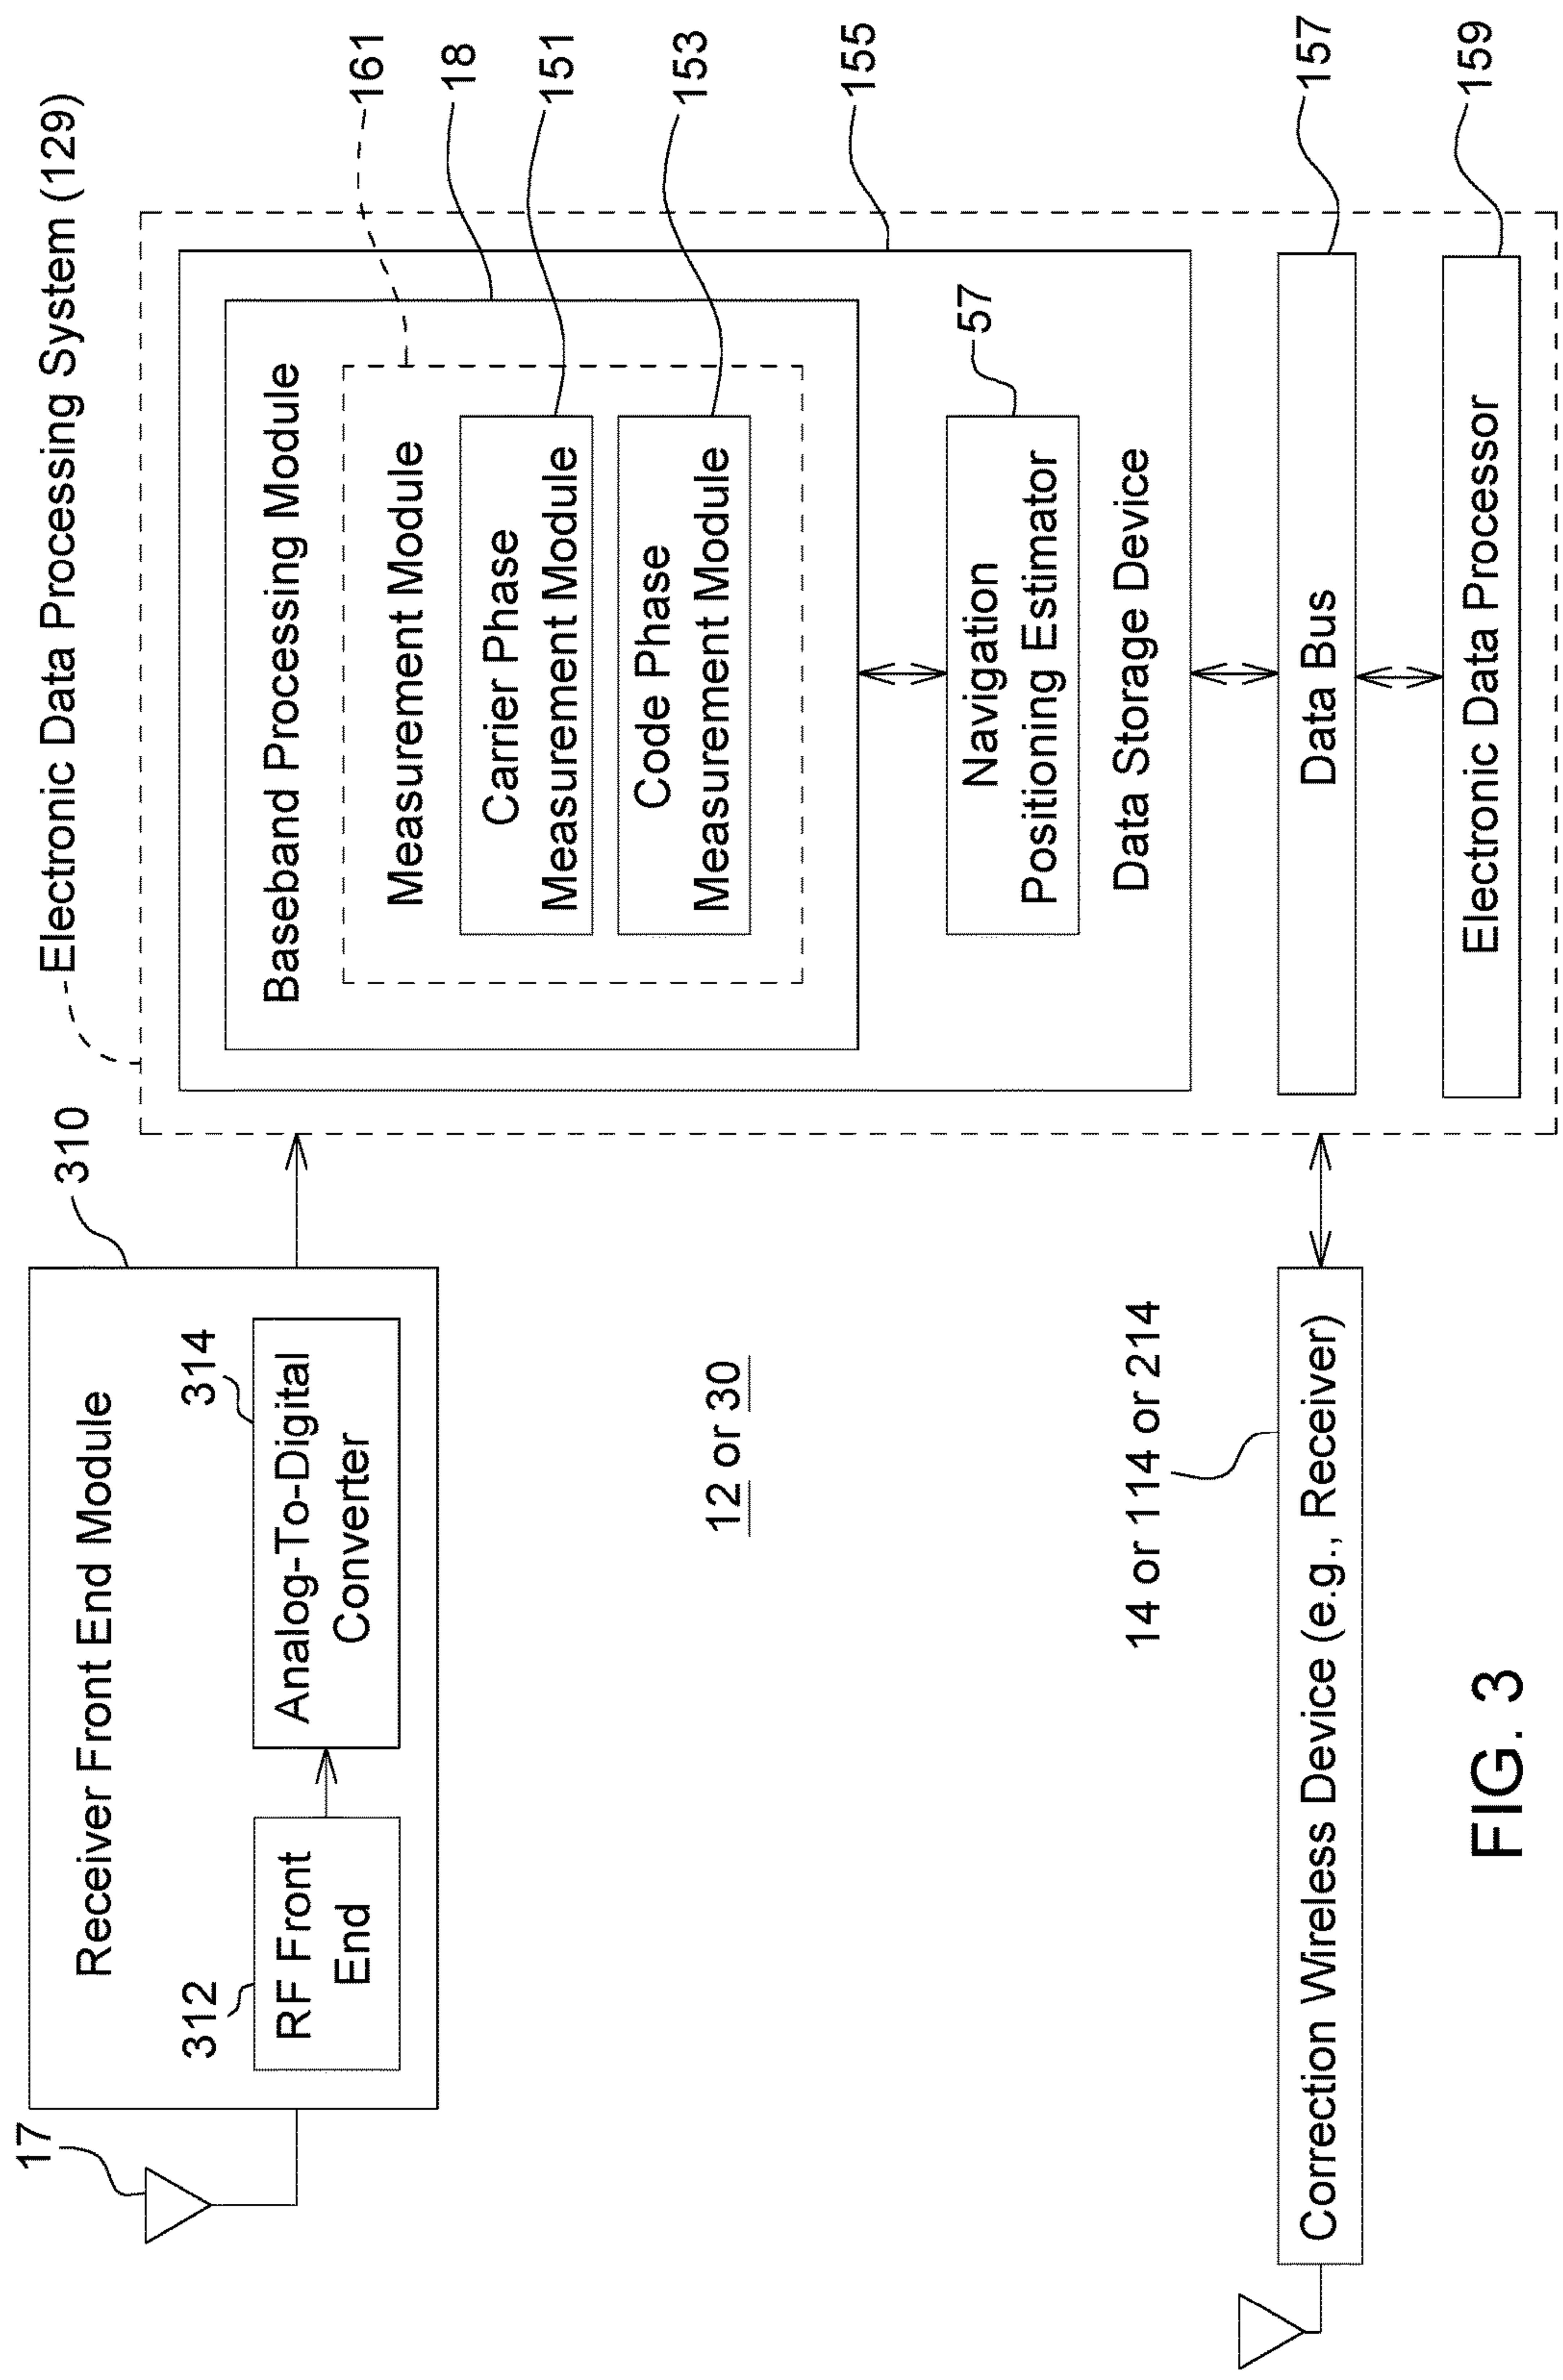 17
Receiver Front End Module
310
312
RF Front
End
314
Analog-To-Digital
Converter
Electronic Data Processing System (129)
161
18
151
153
155
157
159
Baseband Processing Module
Measurement Module
Carrier Phase
Measurement Module
Code Phase
Measurement Module
57
Navigation
Positioning Estimator
Data Storage Device
Data Bus
Electronic Data Processor
12 or 30
14 or 114 or 214
Correction Wireless Device (e.g., Receiver)
FIG. 3